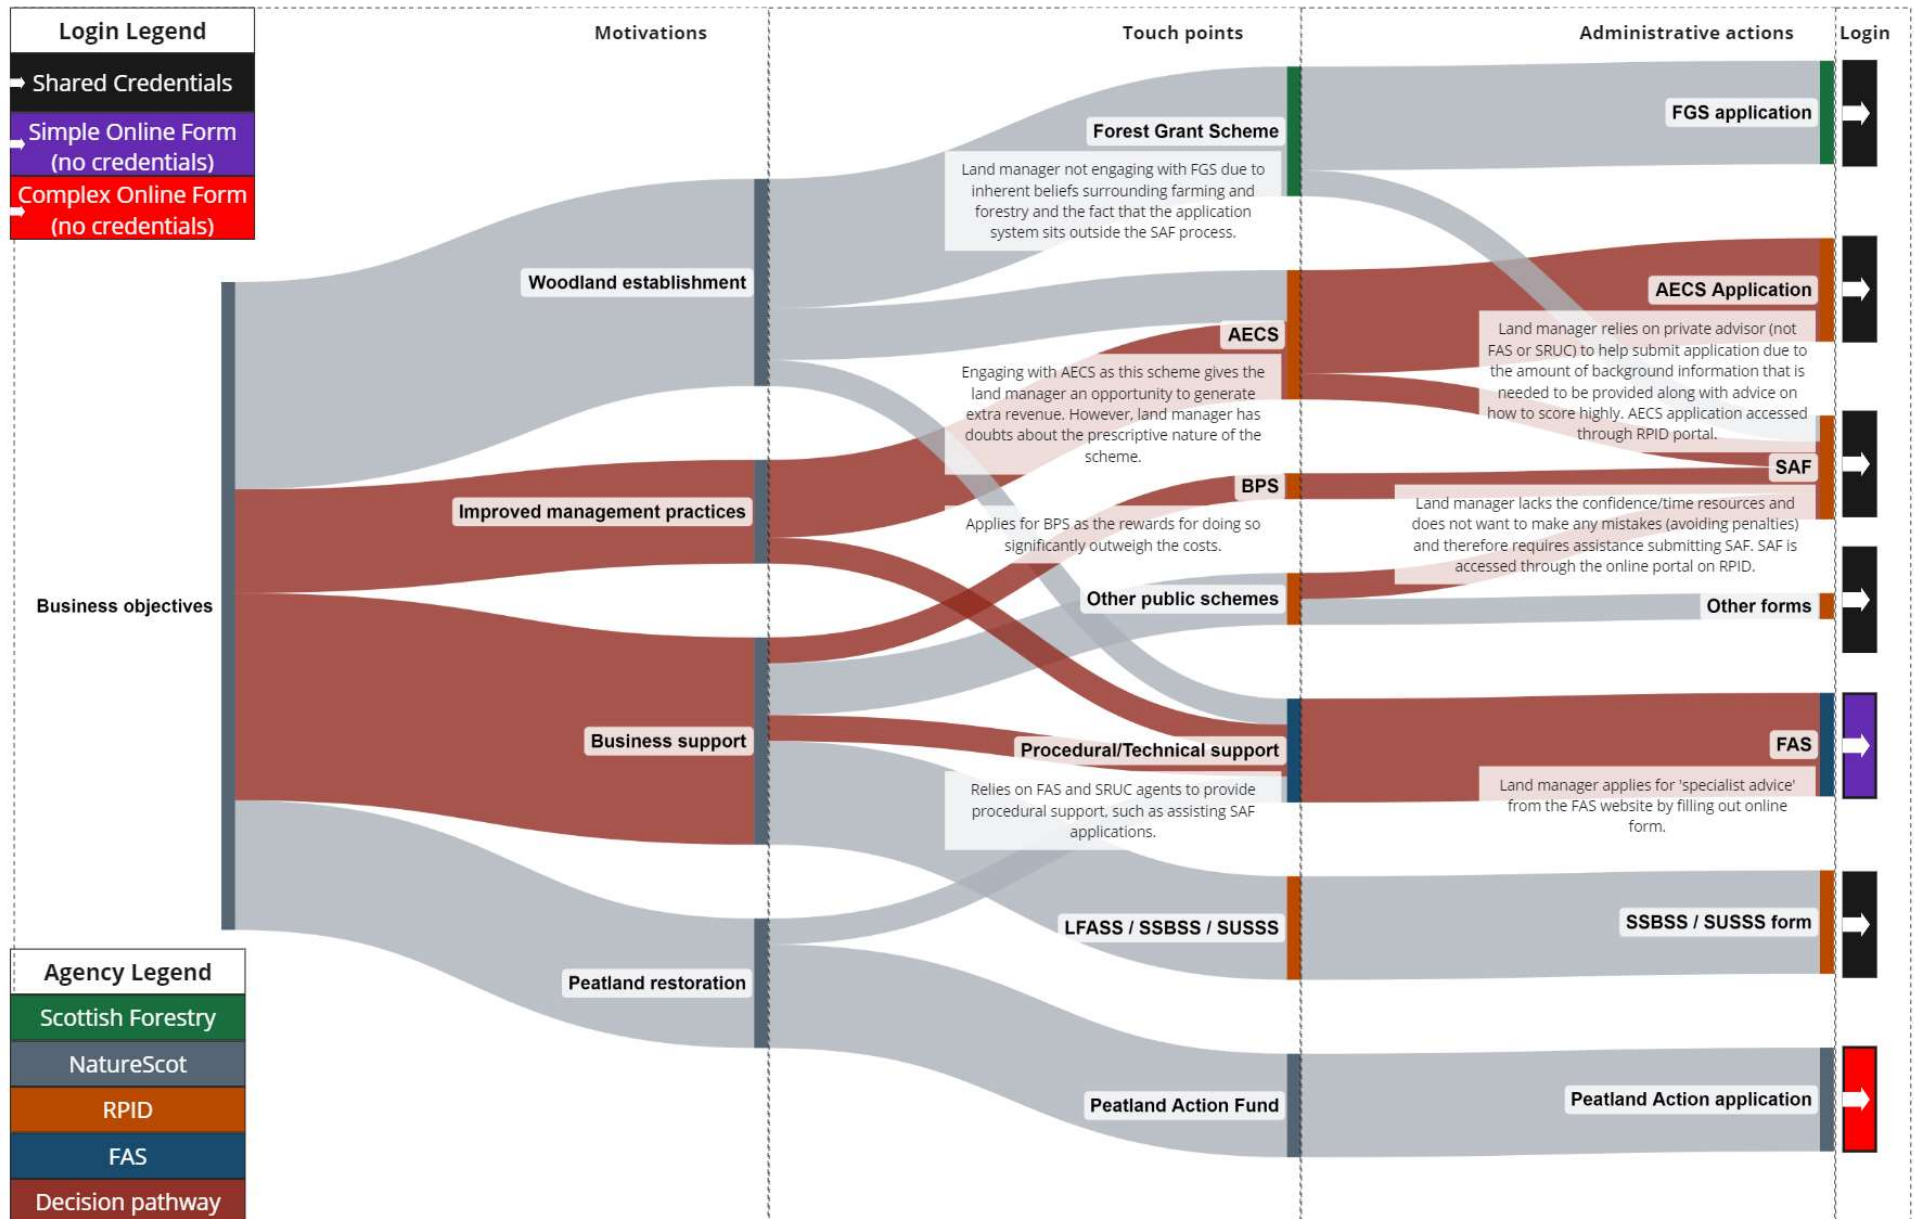 Login Legend
Shared Credentials
Simple Online Form
(no credentials)
Complex Online Form
(no credentials)
Motivations
Touch points
Administrative actions
Login
Business objectives
Woodland establishment
Improved management practices
Business support
Peatland restoration
Forest Grant Scheme
Land manager not engaging with FGS due to
inherent beliefs surrounding farming and
forestry and the fact that the application
system sits outside the SAF process.
AECS
Engaging with AECS as this scheme gives the
land manager an opportunity to generate
extra revenue. However, land manager has
doubts about the prescriptive nature of the
scheme.
BPS
Applies for BPS as the rewards for doing so
significantly outweigh the costs.
Other public schemes
Procedural/Technical support
Relies on FAS and SRUC agents to provide
procedural support, such as assisting SAF
applications.
LFASS / SSBSS / SUSSS
Peatland Action Fund
FGS application
AECS Application
Land manager relies on private advisor (not
FAS or SRUC) to help submit application due to
the amount of background information that is
needed to be provided along with advice on
how to score highly. AECS application accessed
through RPID portal.
SAF
Land manager lacks the confidence/time resources and
does not want to make any mistakes (avoiding penalties)
and therefore requires assistance submitting SAF. SAF is
accessed through the online portal on RPID.
Other forms
FAS
Land manager applies for 'specialist advice'
from the FAS website by filling out online
form.
SSBSS / SUSSS form
Peatland Action application
Agency Legend
Scottish Forestry
NatureScot
RPID
FAS
Decision pathway